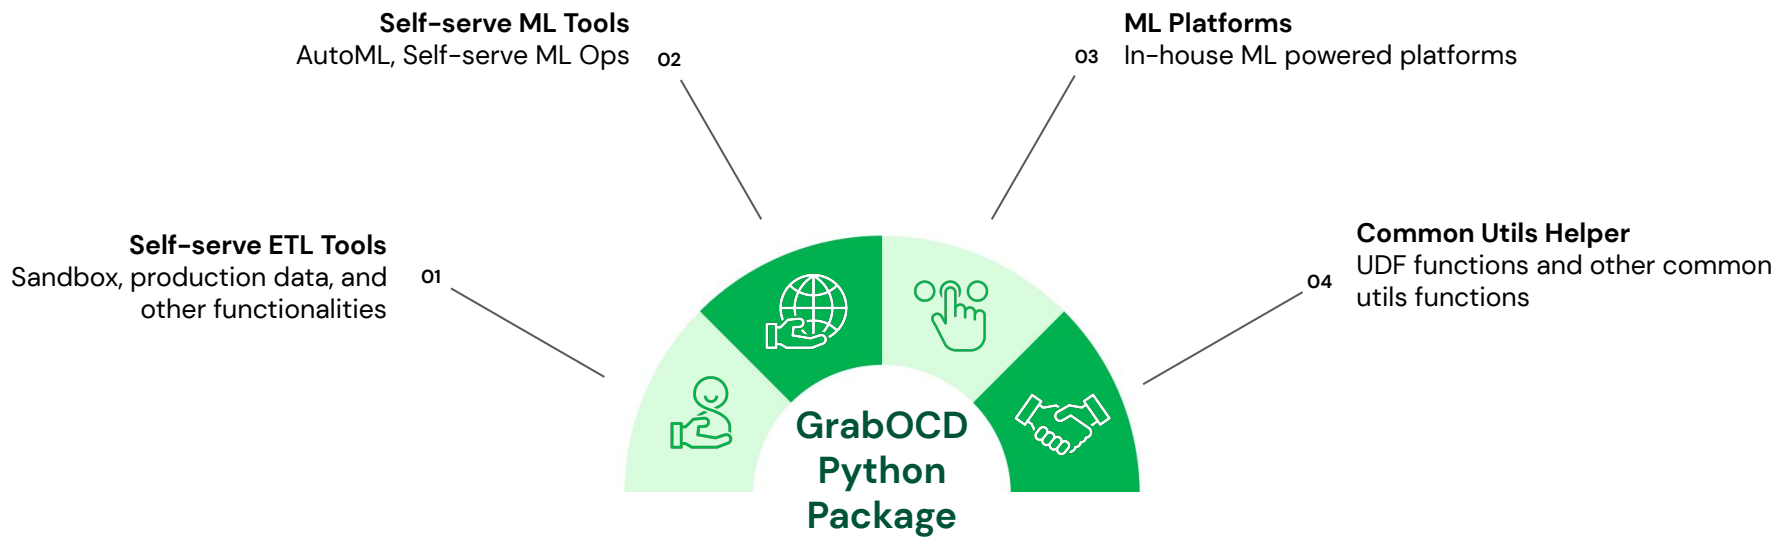 Self-serve ML Tools
AutoML, Self-serve ML Ops
02
ML Platforms
03
In-house ML powered platforms
Self-serve ETL Tools
Sandbox, production data, and
other functionalities
01
Common Utils Helper
UDF functions and other common
utils functions
04
GrabOCD
Python
Package